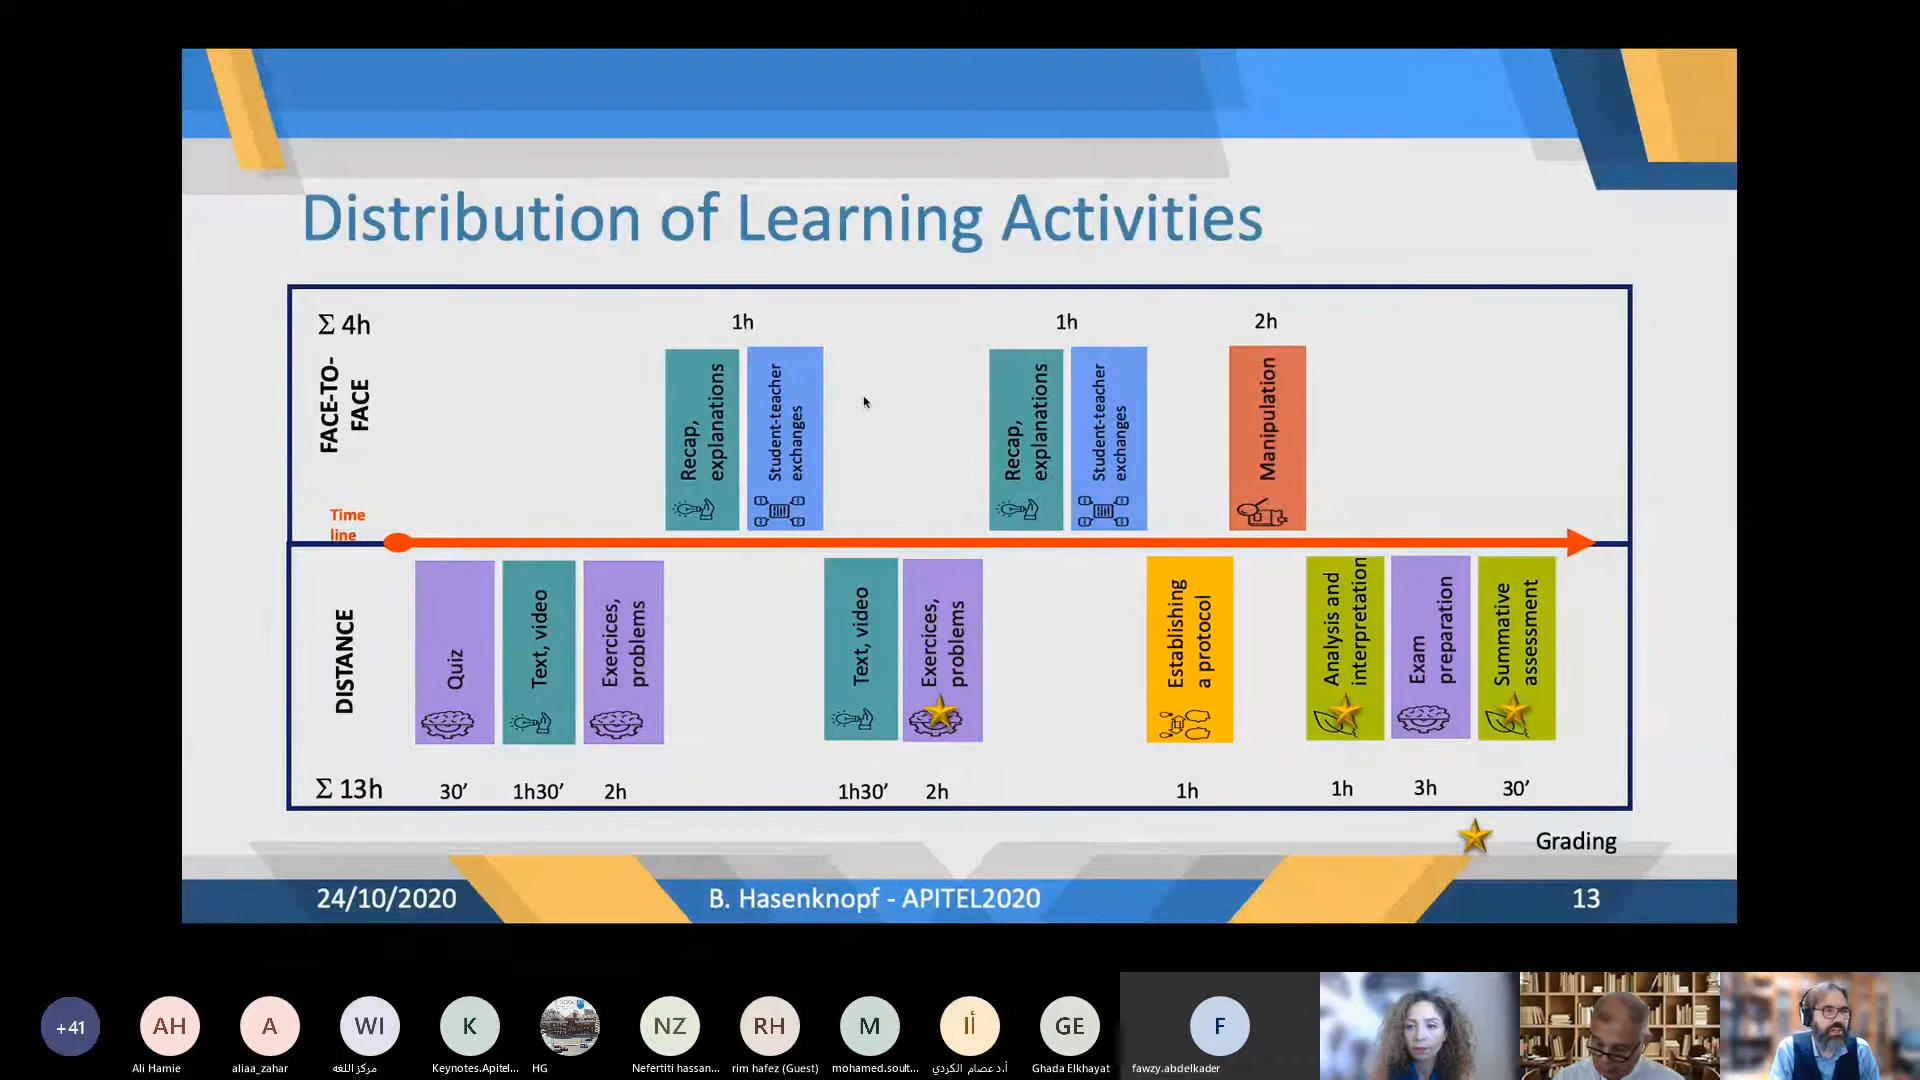 Distribution of Learning Activities
Σ 4h
1h
1h
2h
FACE-TO-
FACE
Recap,
explanations
Student-teacher
exchanges
Recap,
explanations
Student-teacher
exchanges
Manipulation
Time
line
DISTANCE
Quiz
Text, video
Exercices,
problems
Text, video
Exercices,
problems
Establishing
a protocol
Analysis and
interpretation
Exam
preparation
Summative
assessment
Σ 13h
30’
1h30’
2h
1h30’
2h
1h
1h
3h
30’
Grading
24/10/2020
B. Hasenknopf - APITEL2020
13
+41
AH
A
WI
K
NZ
RH
M
أا
GE
F
Ali Hamie
aliaa_zahar
مركز اللغه
Keynotes.Apitel...
HG
Nefertiti hassan...
rim hafez (Guest)
mohamed.soult...
أ.د عصام الكردي
Ghada Elkhayat
fawzy.abdelkader